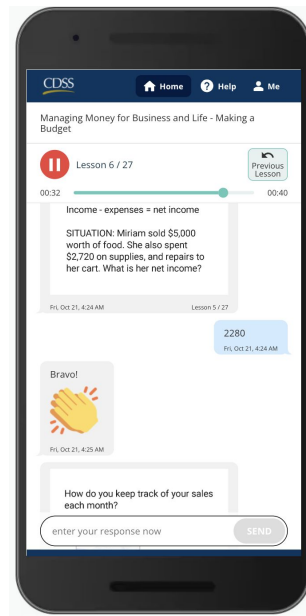 CDSS
Home
Help
Me
Managing Money for Business and Life - Making a
Budget
Lesson 6 / 27
Previous
Lesson
00:32
00:40
Income - expenses = net income
SITUATION: Miriam sold $5,000
worth of food. She also spent
$2,720 on supplies, and repairs to
her cart. What is her net income?
Fri, Oct 21, 4:24 AM
Lesson 5 / 27
2280
Fri, Oct 21, 4:24 AM
Bravo!
Fri, Oct 21, 4:25 AM
How do you keep track of your sales
each month?
enter your response now
SEND